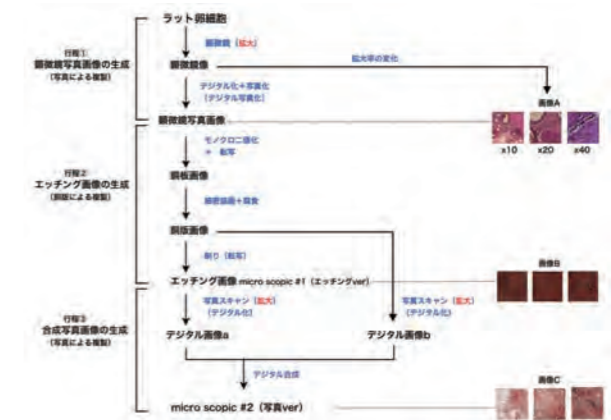 ラット卵細胞
行程1
顕微鏡写真画像の生成
(写真による複製)
顕微鏡(拡大)
顕微鏡像
拡大率の変化
デジタル化+写真化
(デジタル写真化)
画像A
顕微鏡写真画像
x10 x20 x40
モノクロ二値化
+ 転写
行程2
エッチング画像の生成
(銅版による複製)
銅板画像
細密描画+腐食
銅版画像
刷り(転写)
画像B
エッチング画像 micro scopic #1(エッチングver)
行程3
合成写真画像の生成
(写真による複製)
写真スキャン(拡大)
(デジタル化)
写真スキャン(拡大)
(デジタル化)
デジタル画像a
デジタル画像b
デジタル合成
画像C
micro scopic #2(写真ver)